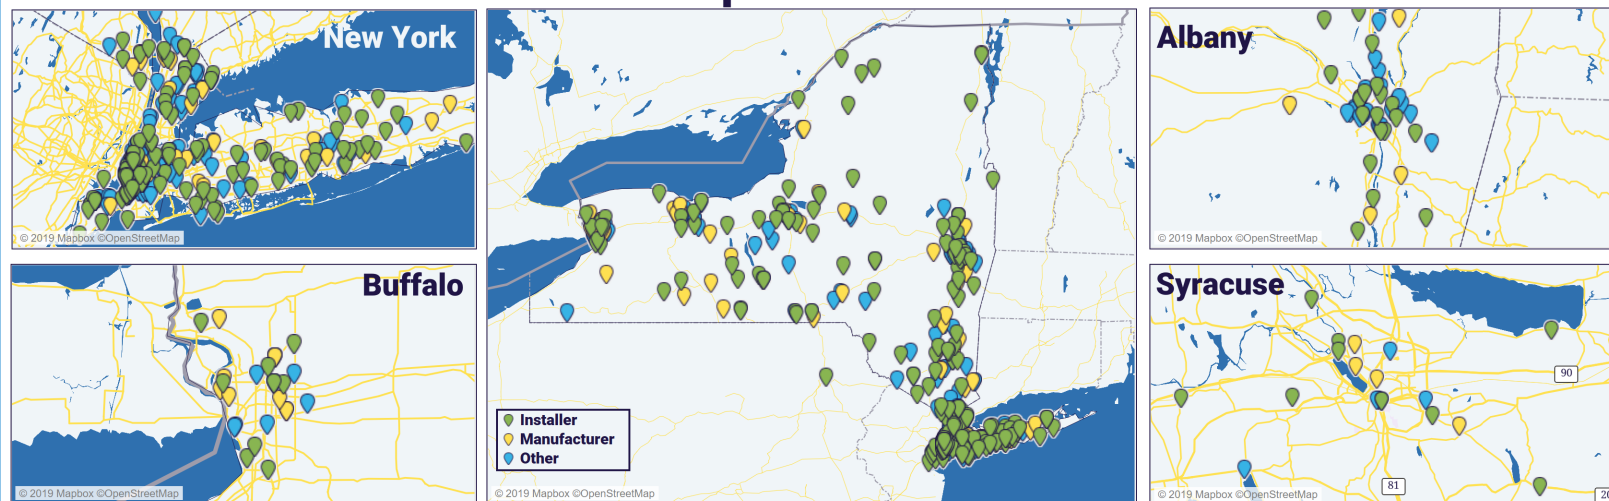 New York
© 2019 Mapbox ©OpenStreetMap
Buffalo
© 2019 Mapbox ©OpenStreetMap
Installer
Manufacturer
Other
© 2019 Mapbox ©OpenStreetMap
Albany
© 2019 Mapbox ©OpenStreetMap
Syracuse
90
81
© 2019 Mapbox ©OpenStreetMap